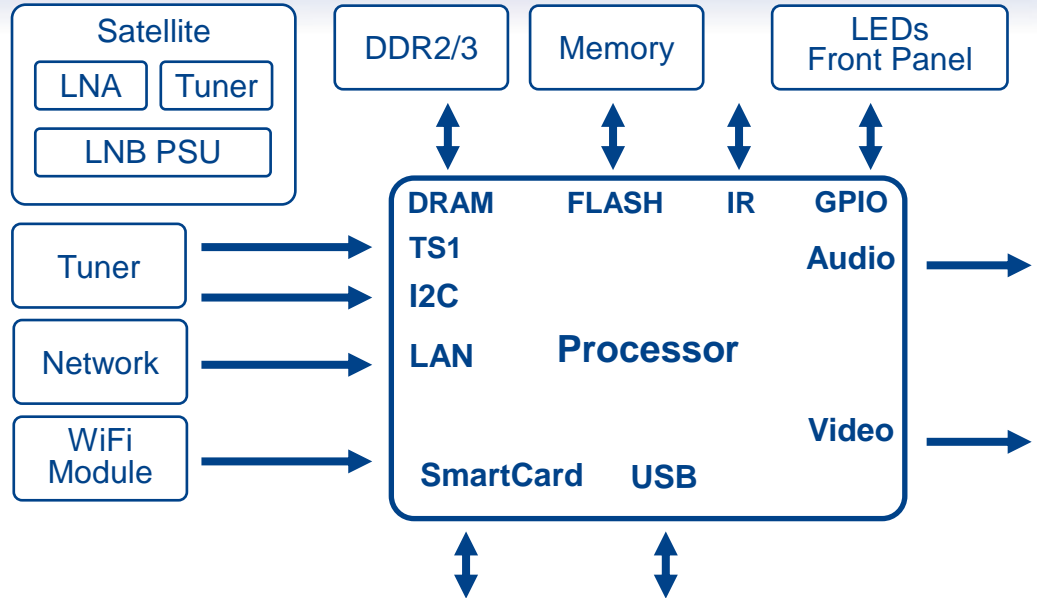 Satellite
LNA
Tuner
LNB PSU
DDR2/3
Memory
LEDs
Front Panel
DRAM
FLASH
IR
GPIO
Tuner
TS1
I2C
Audio
Network
LAN
Processor
WiFi
Module
Video
SmartCard
USB